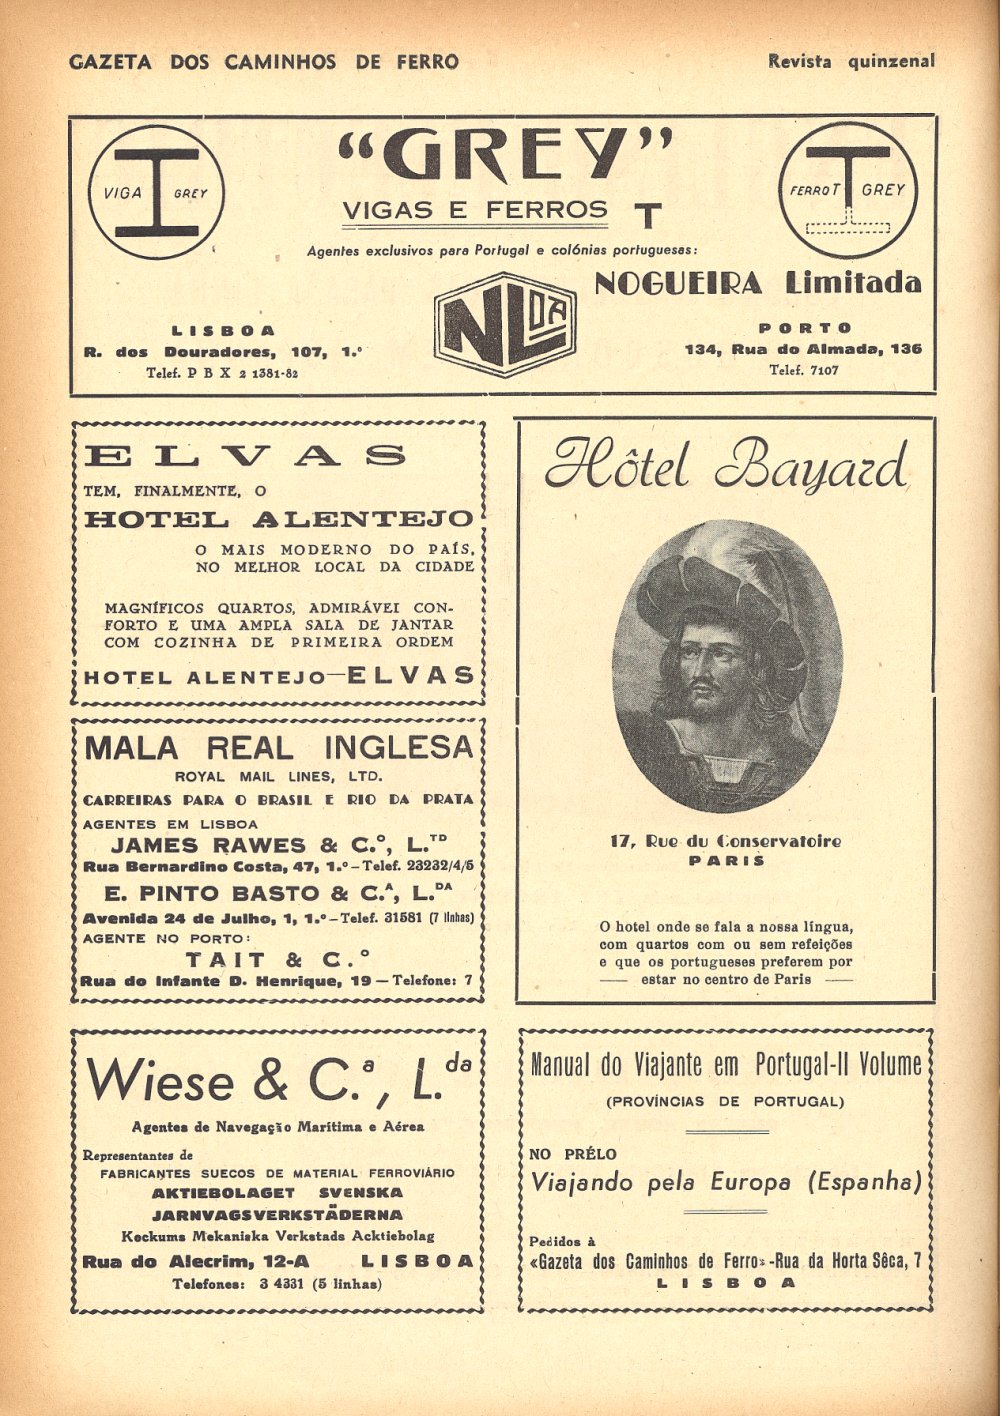 GAZETA DOS CAMINHOS DE FERRO
Revista quinzenal
VIGA GREY
"GREY"
VIGAS E FERROS T
FERRO T GREY
Agentes exclusivos para Portugal e colónias portuguesas:
NOGUEIRA Limitada
NLDA
LISBOA
R. dos Douradores, 107, 1.º
Telef. P B X 2 1381-82
PORTO
134, Rua do Almada, 136
Telef. 7107
ELVAS
TEM, FINALMENTE, O
HOTEL ALENTEJO
O MAIS MODERNO DO PAÍS,
NO MELHOR LOCAL DA CIDADE
MAGNÍFICOS QUARTOS, ADMIRÁVEI CON-
FORTO E UMA AMPLA SALA DE JANTAR
COM COZINHA DE PRIMEIRA ORDEM
HOTEL ALENTEJO—ELVAS
MALA REAL INGLESA
ROYAL MAIL LINES, LTD.
CARREIRAS PARA O BRASIL E RIO DA PRATA
AGENTES EM LISBOA
JAMES RAWES & C.º, L.TD
Rua Bernardino Costa, 47, 1.º – Telef. 23232/4/5
E. PINTO BASTO & C.A, L.DA
Avenida 24 de Julho, 1, 1.º – Telef. 31581 (7 linhas)
AGENTE NO PORTO:
TAIT & C.º
Rua do Infante D. Henrique, 19 — Telefone: 7
Hôtel Bayard
17, Rue du Conservatoire
PARIS
O hotel onde se fala a nossa língua,
com quartos com ou sem refeições
e que os portugueses preferem por
estar no centro de Paris
Wiese & C.a, L.da
Agentes de Navegação Marítima e Aérea
Representantes de
FABRICANTES SUECOS DE MATERIAL FERROVIÁRIO
AKTIEBOLAGET SVENSKA
JARNVAGSVERKSTÄDERNA
Kockums Mekaniska Verkstads Acktiebolag
Rua do Alecrim, 12-A LISBOA
Telefones: 3 4331 (5 linhas)
Manual do Viajante em Portugal-II Volume
(PROVÍNCIAS DE PORTUGAL)
NO PRÉLO
Viajando pela Europa (Espanha)
Pedidos à
«Gazeta dos Caminhos de Ferro»-Rua da Horta Sêca, 7
LISBOA